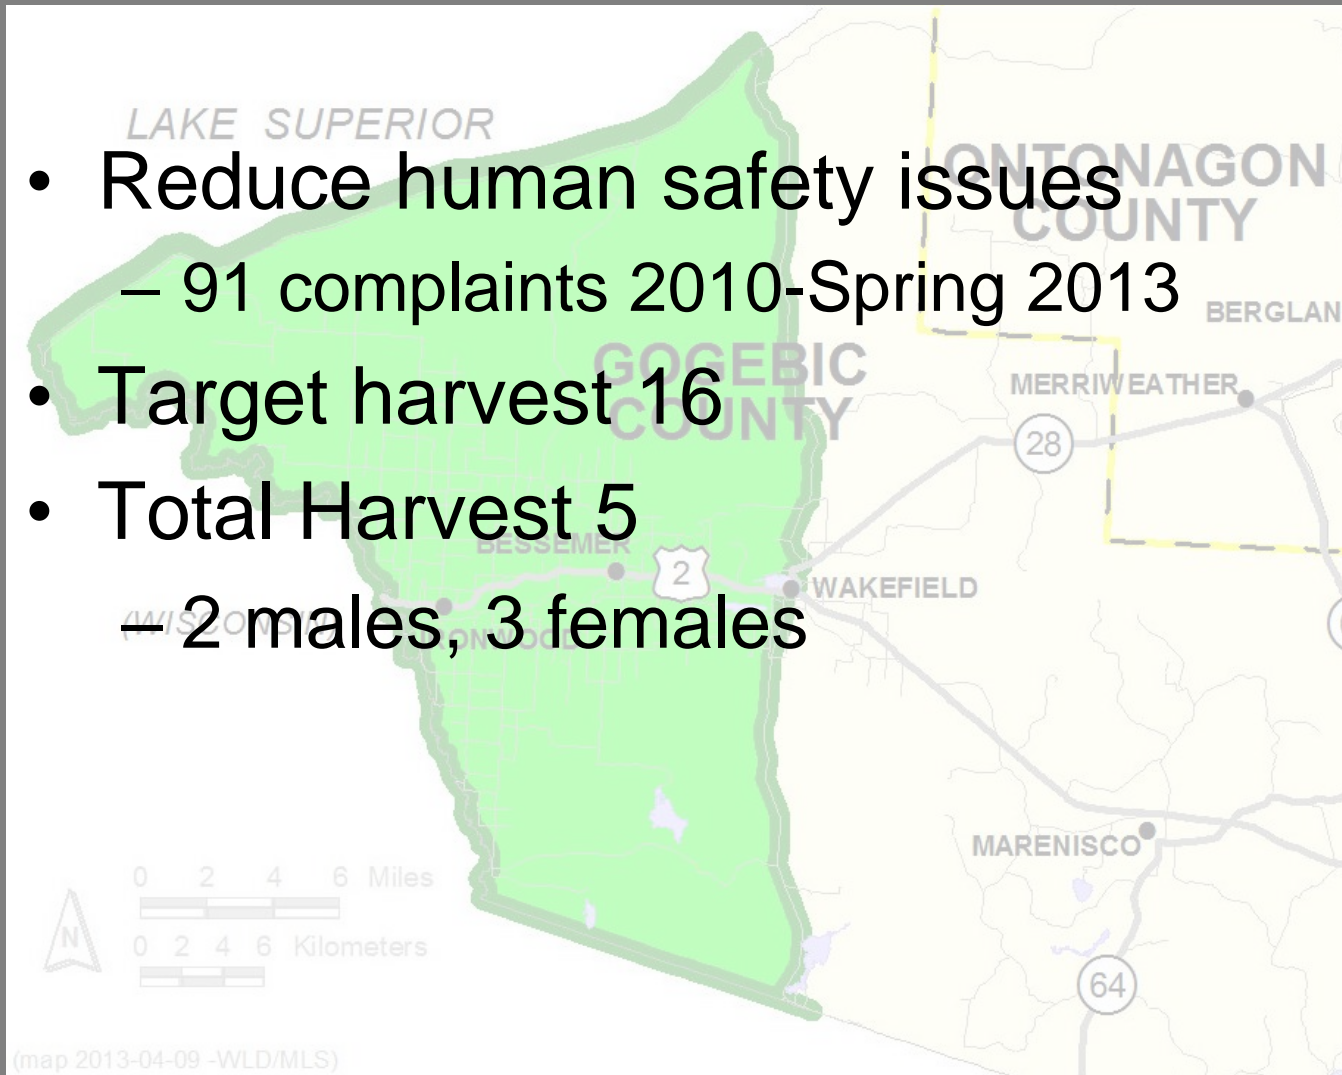 LAKE SUPERIOR
• Reduce human safety issues
ONTONAGON
COUNTY
– 91 complaints 2010-Spring 2013
BERGLAN
GOGEBIC
COUNTY
MERRIWEATHER
• Target harvest 16
28
• Total Harvest 5
BESSEMER
2
WAKEFIELD
(WISCONSIN)
IRONWOOD
– 2 males, 3 females
MARENISCO
0 2 4 6 Miles
N
0 2 4 6 Kilometers
64
(map 2013-04-09 -WLD/MLS)